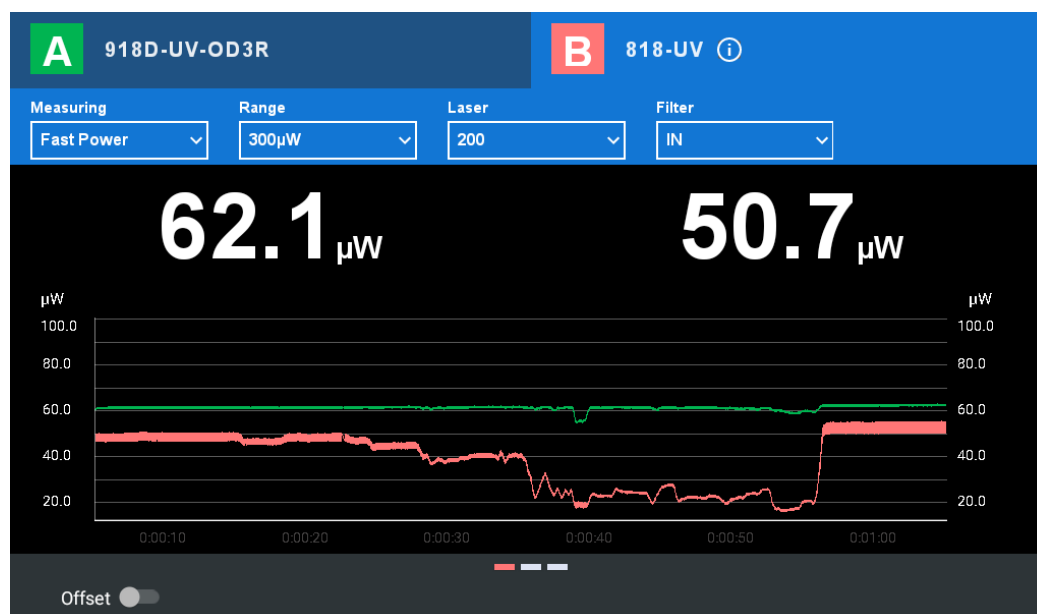 A 918D-UV-OD3R B 818-UV
Measuring Range Laser Filter
Fast Power 300µW 200 IN
62.1 µW 50.7 µW
µW µW
100.0 100.0
80.0 80.0
60.0 60.0
40.0 40.0
20.0 20.0
0:00:10 0:00:20 0:00:30 0:00:40 0:00:50 0:01:00
Offset